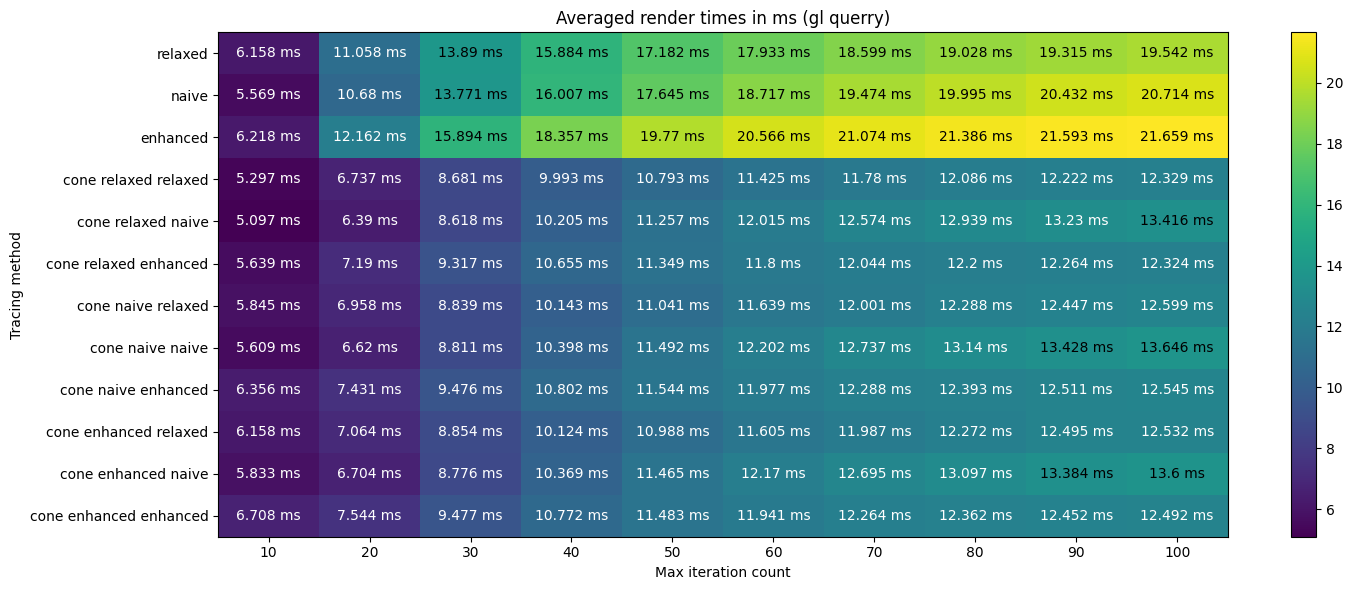 Averaged render times in ms (gl querry)
relaxed 6.158 ms 11.058 ms 13.89 ms 15.884 ms 17.182 ms 17.933 ms 18.599 ms 19.028 ms 19.315 ms 19.542 ms
naive 5.569 ms 10.68 ms 13.771 ms 16.007 ms 17.645 ms 18.717 ms 19.474 ms 19.995 ms 20.432 ms 20.714 ms
enhanced 6.218 ms 12.162 ms 15.894 ms 18.357 ms 19.77 ms 20.566 ms 21.074 ms 21.386 ms 21.593 ms 21.659 ms
cone relaxed relaxed 5.297 ms 6.737 ms 8.681 ms 9.993 ms 10.793 ms 11.425 ms 11.78 ms 12.086 ms 12.222 ms 12.329 ms
cone relaxed naive 5.097 ms 6.39 ms 8.618 ms 10.205 ms 11.257 ms 12.015 ms 12.574 ms 12.939 ms 13.23 ms 13.416 ms
cone relaxed enhanced 5.639 ms 7.19 ms 9.317 ms 10.655 ms 11.349 ms 11.8 ms 12.044 ms 12.2 ms 12.264 ms 12.324 ms
cone naive relaxed 5.845 ms 6.958 ms 8.839 ms 10.143 ms 11.041 ms 11.639 ms 12.001 ms 12.288 ms 12.447 ms 12.599 ms
cone naive naive 5.609 ms 6.62 ms 8.811 ms 10.398 ms 11.492 ms 12.202 ms 12.737 ms 13.14 ms 13.428 ms 13.646 ms
cone naive enhanced 6.356 ms 7.431 ms 9.476 ms 10.802 ms 11.544 ms 11.977 ms 12.288 ms 12.393 ms 12.511 ms 12.545 ms
cone enhanced relaxed 6.158 ms 7.064 ms 8.854 ms 10.124 ms 10.988 ms 11.605 ms 11.987 ms 12.272 ms 12.495 ms 12.532 ms
cone enhanced naive 5.833 ms 6.704 ms 8.776 ms 10.369 ms 11.465 ms 12.17 ms 12.695 ms 13.097 ms 13.384 ms 13.6 ms
cone enhanced enhanced 6.708 ms 7.544 ms 9.477 ms 10.772 ms 11.483 ms 11.941 ms 12.264 ms 12.362 ms 12.452 ms 12.492 ms
10 20 30 40 50 60 70 80 90 100
Max iteration count
Tracing method
20
18
16
14
12
10
8
6